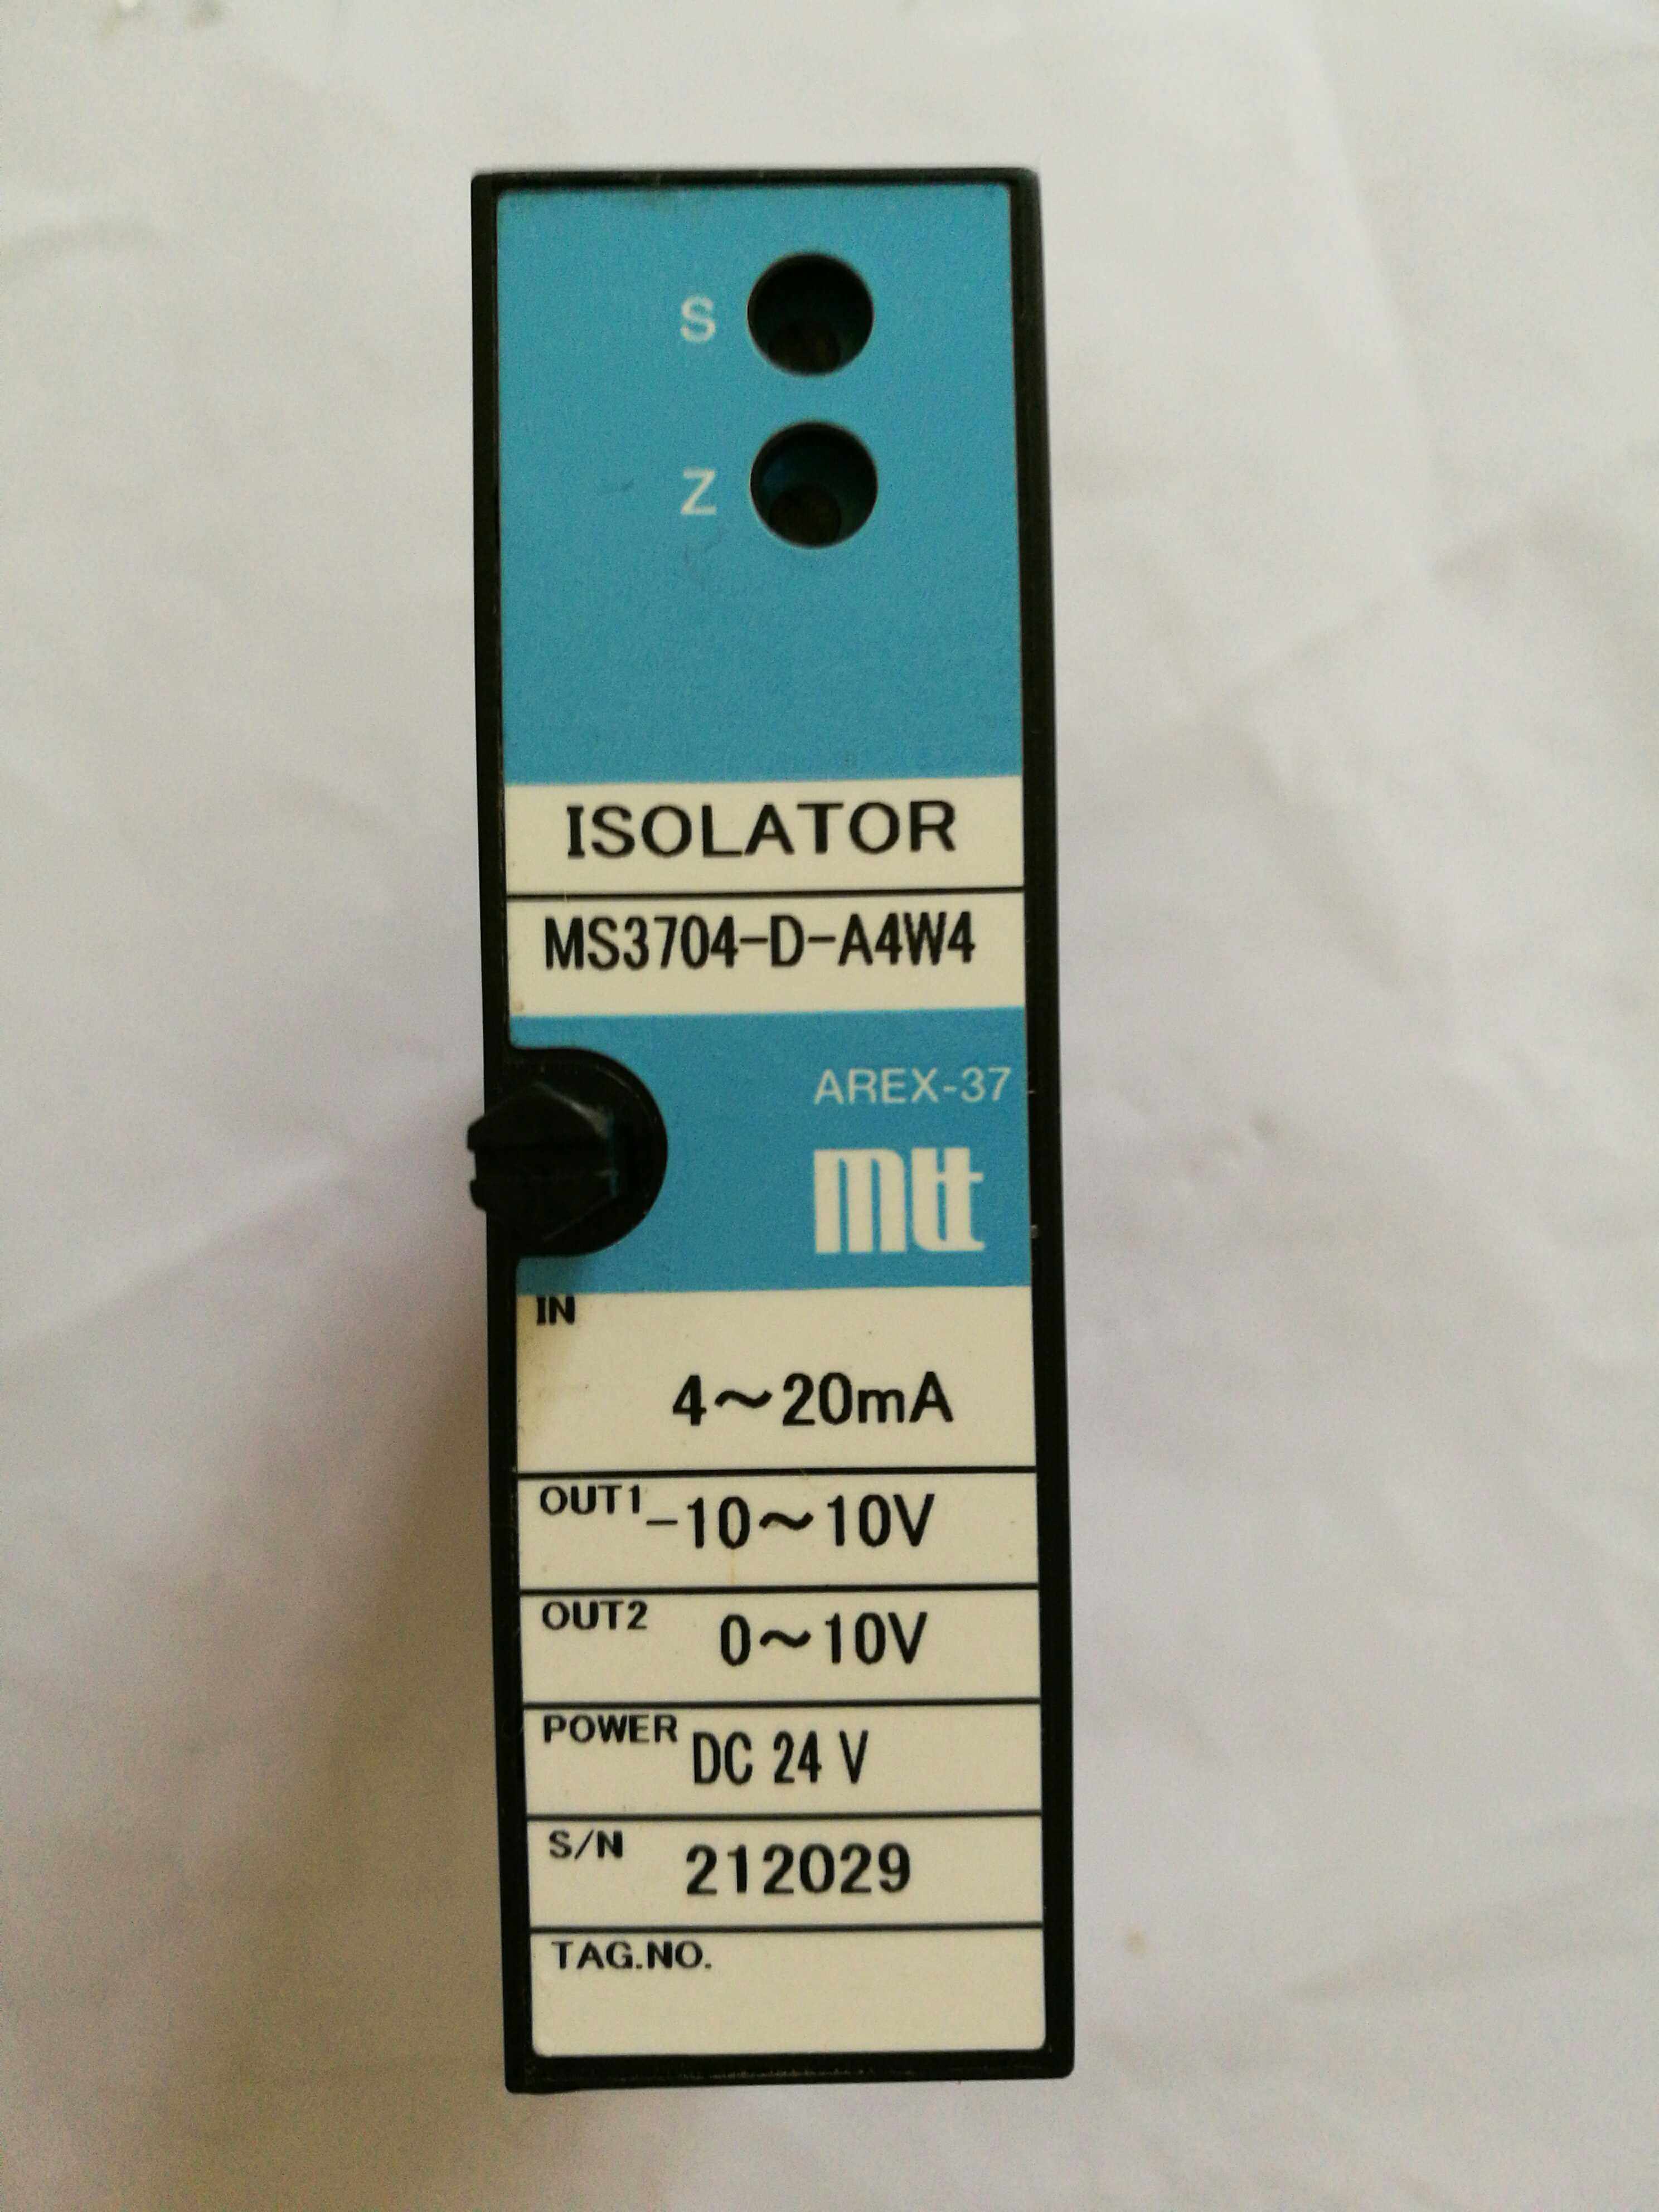 S
Z
ISOLATOR
MS3704-D-A4W4
AREX-37
mtt
IN
4~20mA
OUT1 -10~10V
OUT2 0~10V
POWER DC 24 V
S/N 212029
TAG.NO.